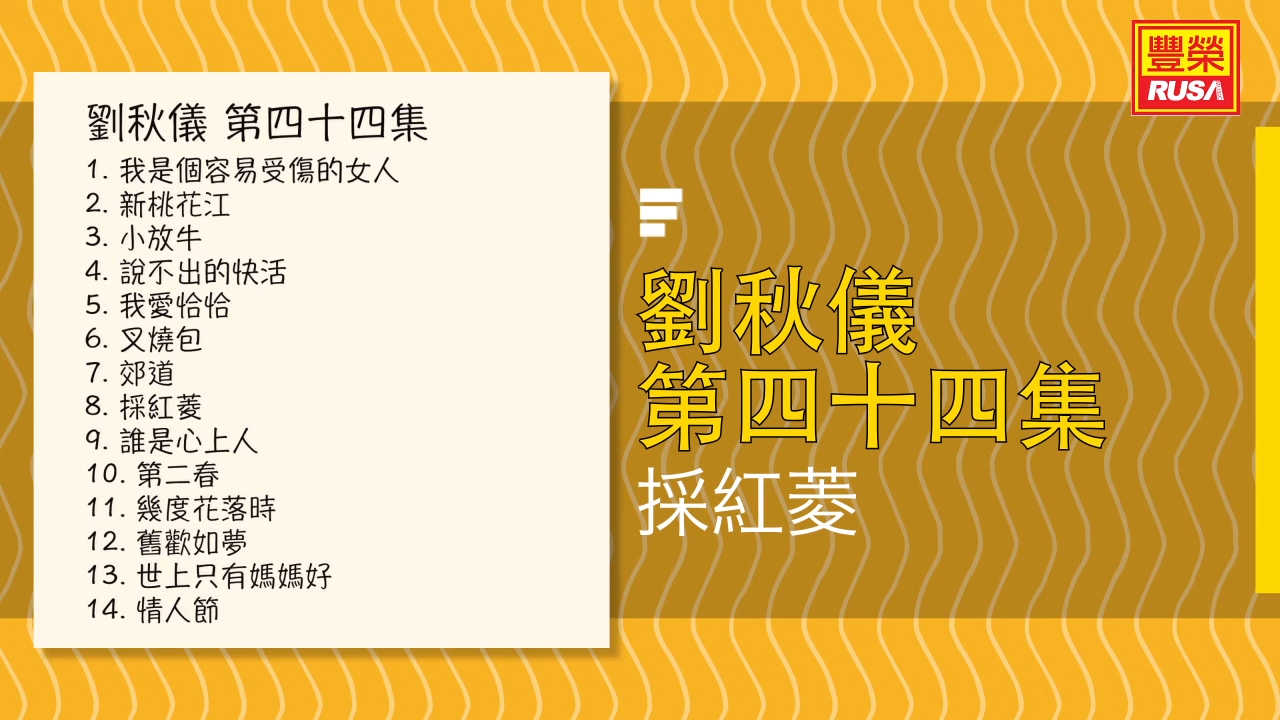 劉秋儀 第四十四集
1. 我是個容易受傷的女人
2. 新桃花江
3. 小放牛
4. 說不出的快活
5. 我愛恰恰
6. 叉燒包
7. 郊道
8. 採紅菱
9. 誰是心上人
10. 第二春
11. 幾度花落時
12. 舊歡如夢
13. 世上只有媽媽好
14. 情人節
豐榮
RUSA
劉秋儀
第四十四集
採紅菱